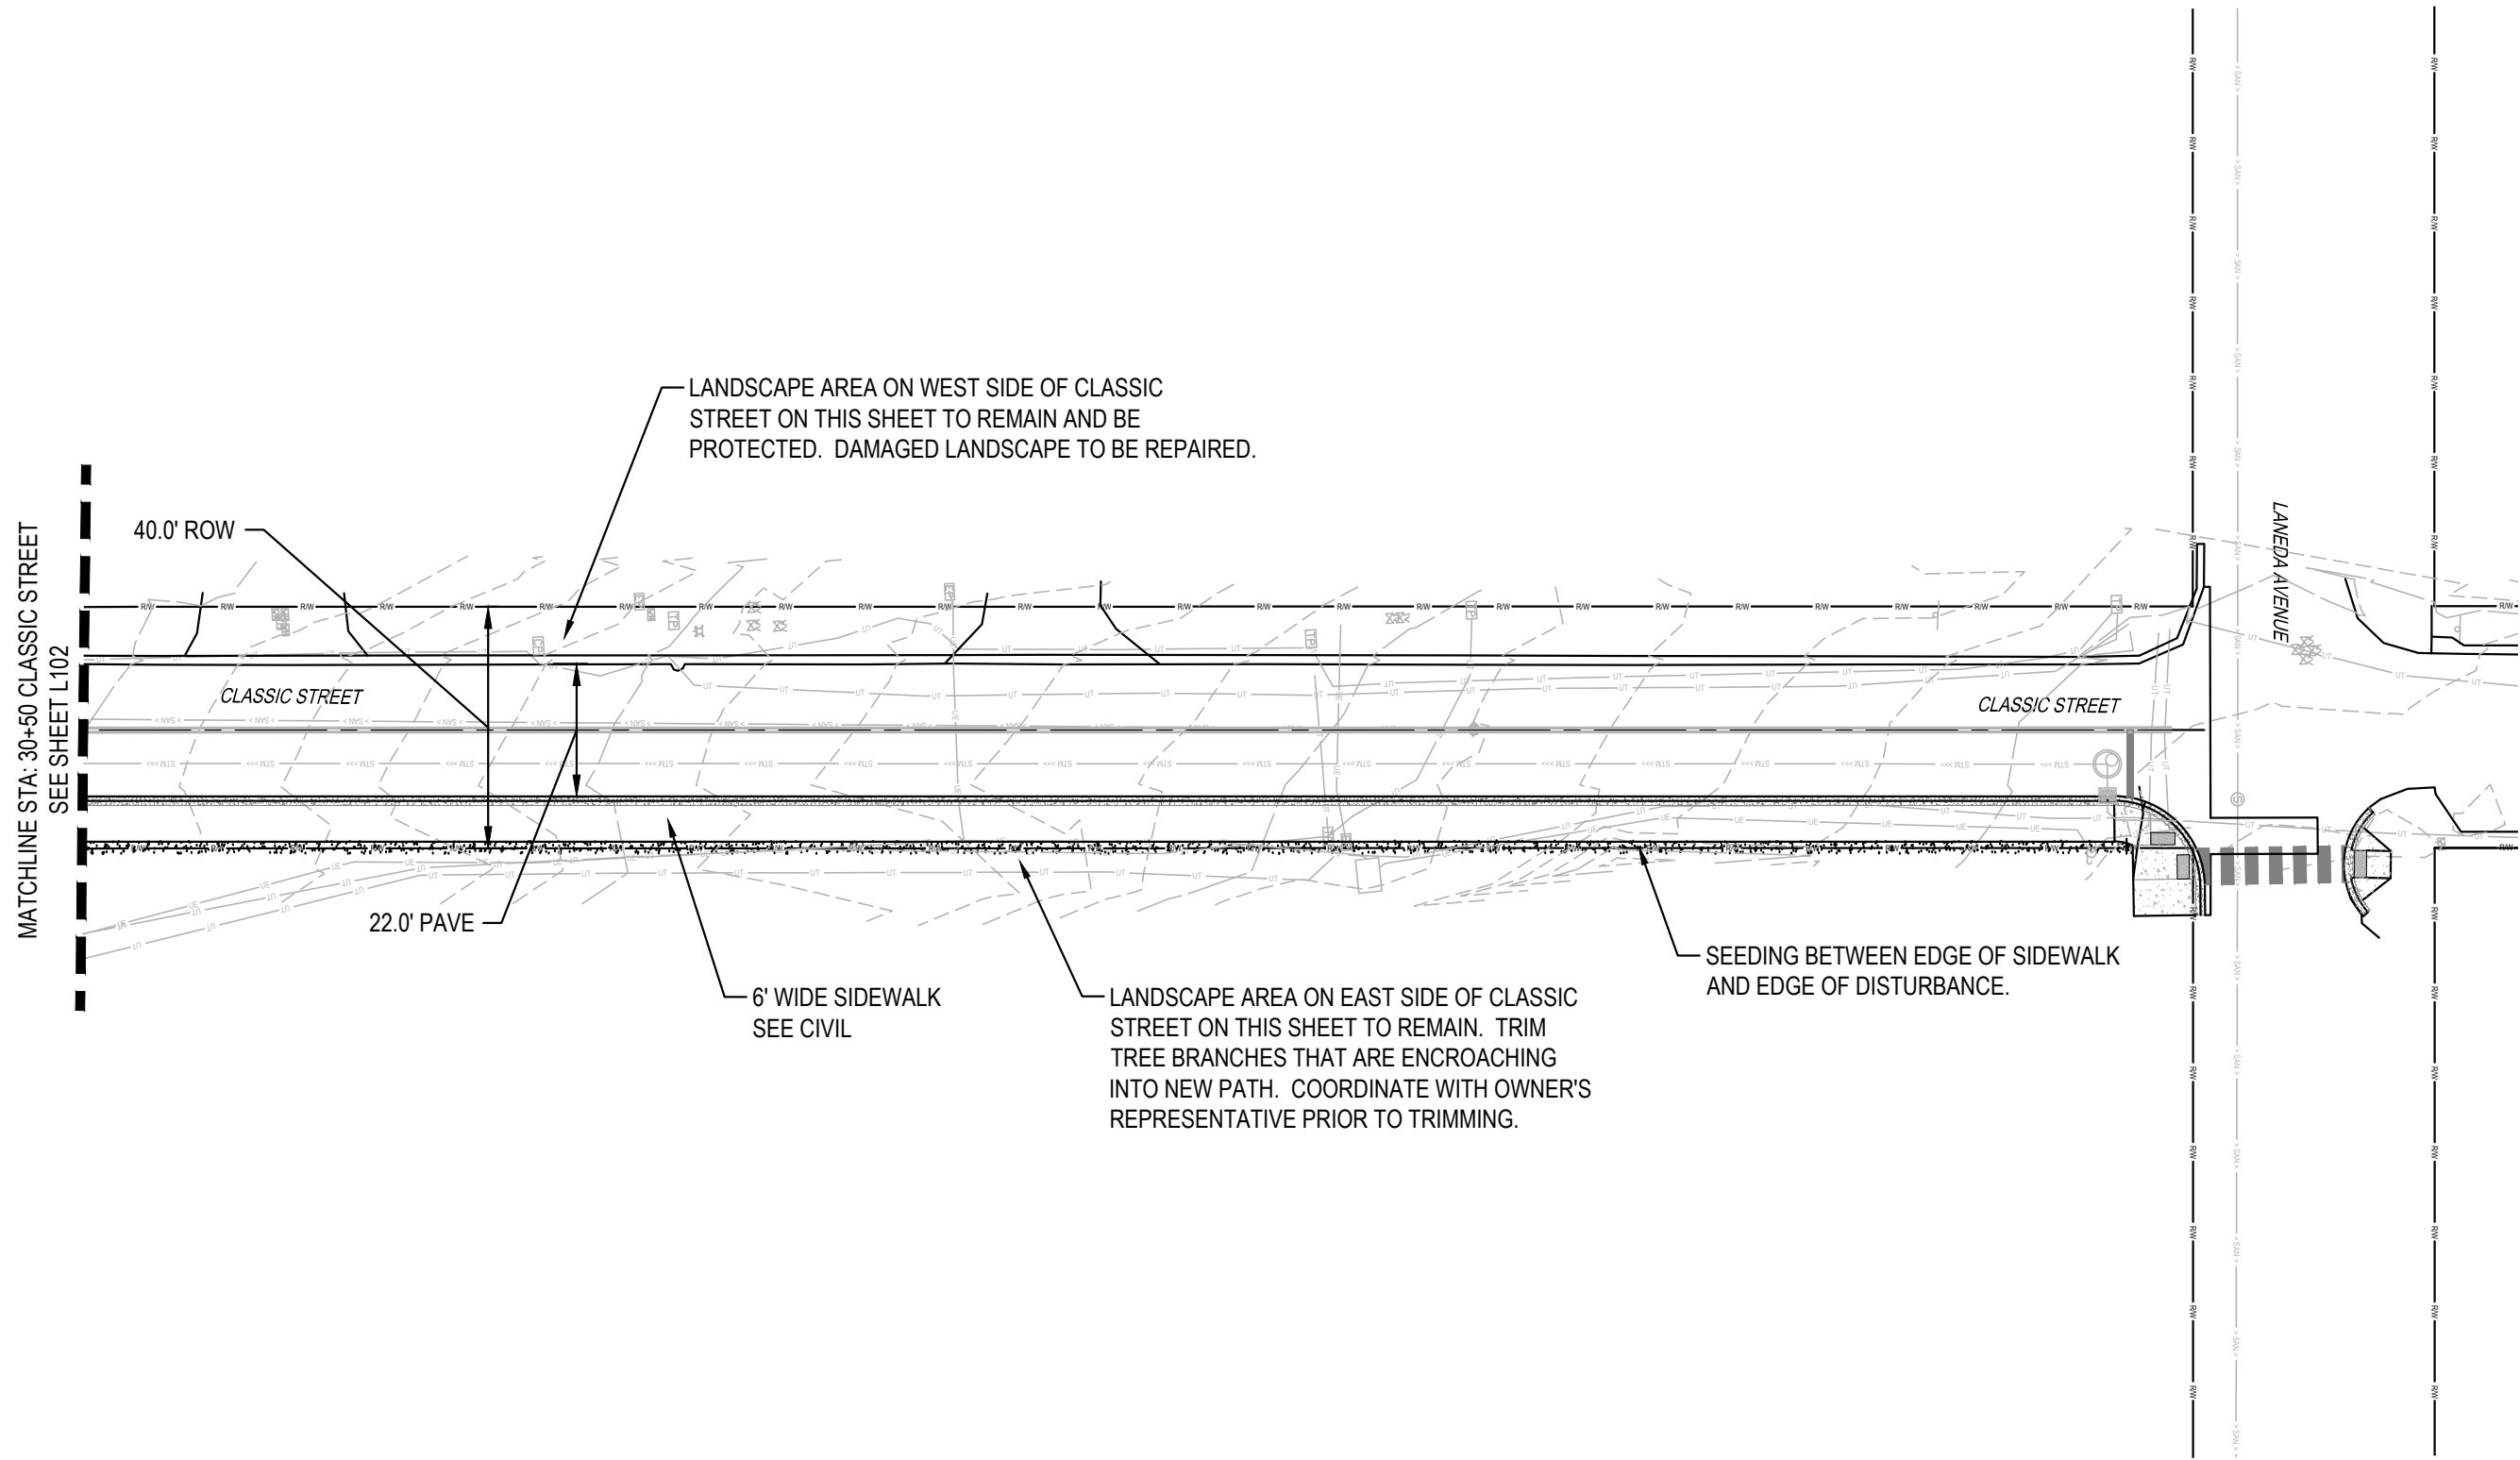 LANDSCAPE AREA ON WEST SIDE OF CLASSIC
STREET ON THIS SHEET TO REMAIN AND BE
PROTECTED.  DAMAGED LANDSCAPE TO BE REPAIRED.
40.0' ROW
MATCHLINE STA: 30+50 CLASSIC STREET
SEE SHEET L102
LANEDA AVENUE
CLASSIC STREET
CLASSIC STREET
22.0' PAVE
6' WIDE SIDEWALK
SEE CIVIL
LANDSCAPE AREA ON EAST SIDE OF CLASSIC
STREET ON THIS SHEET TO REMAIN.  TRIM
TREE BRANCHES THAT ARE ENCROACHING
INTO NEW PATH.  COORDINATE WITH OWNER'S
REPRESENTATIVE PRIOR TO TRIMMING.
SEEDING BETWEEN EDGE OF SIDEWALK
AND EDGE OF DISTURBANCE.